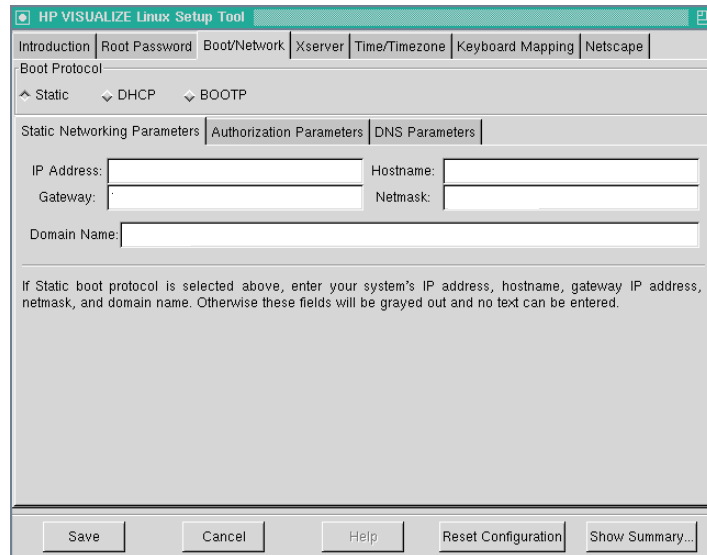 HP VISUALIZE Linux Setup Tool
Introduction Root Password Boot/Network Xserver Time/Timezone Keyboard Mapping Netscape
Boot Protocol
Static DHCP BOOTP
Static Networking Parameters Authorization Parameters DNS Parameters
IP Address: Hostname:
Gateway: Netmask:
Domain Name:
If Static boot protocol is selected above, enter your system's IP address, hostname, gateway IP address,
netmask, and domain name. Otherwise these fields will be grayed out and no text can be entered.
Save Cancel Help Reset Configuration Show Summary...